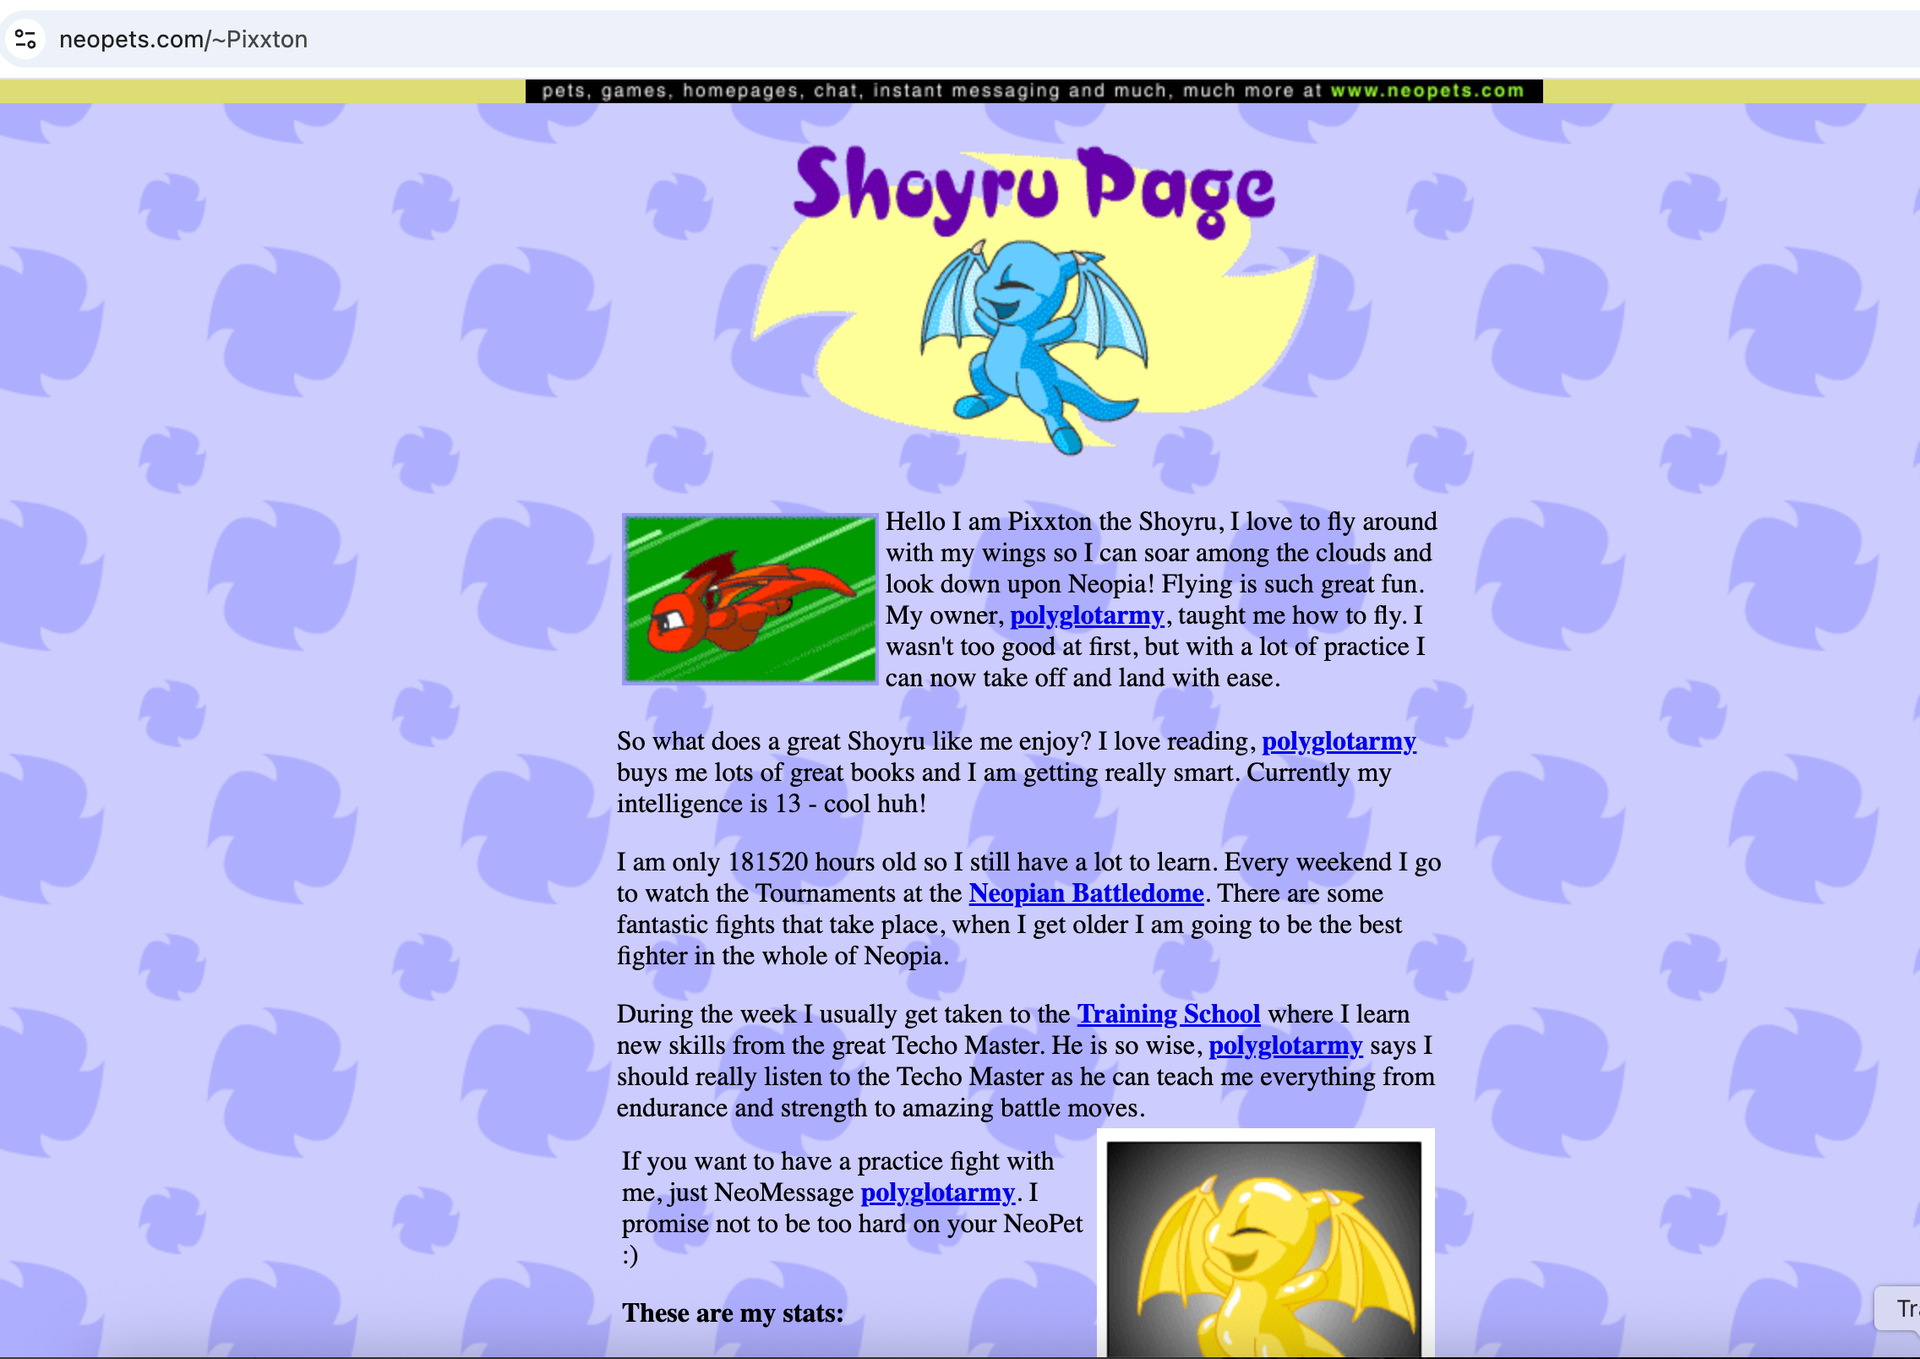 neopets.com/~Pixxton
pets, games, homepages, chat, instant messaging and much, much more at www.neopets.com
Shoyru Page
Hello I am Pixxton the Shoyru, I love to fly around
with my wings so I can soar among the clouds and
look down upon Neopia! Flying is such great fun.
My owner, polyglotarmy, taught me how to fly. I
wasn't too good at first, but with a lot of practice I
can now take off and land with ease.
So what does a great Shoyru like me enjoy? I love reading, polyglotarmy
buys me lots of great books and I am getting really smart. Currently my
intelligence is 13 - cool huh!
I am only 181520 hours old so I still have a lot to learn. Every weekend I go
to watch the Tournaments at the Neopian Battledome. There are some
fantastic fights that take place, when I get older I am going to be the best
fighter in the whole of Neopia.
During the week I usually get taken to the Training School where I learn
new skills from the great Techo Master. He is so wise, polyglotarmy says I
should really listen to the Techo Master as he can teach me everything from
endurance and strength to amazing battle moves.
If you want to have a practice fight with
me, just NeoMessage polyglotarmy. I
promise not to be too hard on your NeoPet
:)
These are my stats: